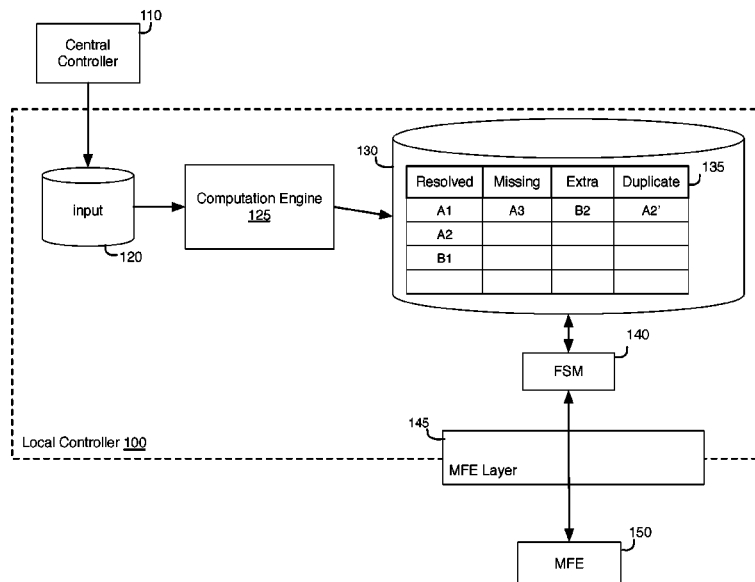 110
Central
Controller
130
135
Resolved Missing Extra Duplicate
A1 A3 B2 A2'
A2
B1
input
120
Computation Engine
125
140
FSM
145
Local Controller 100
MFE Layer
150
MFE